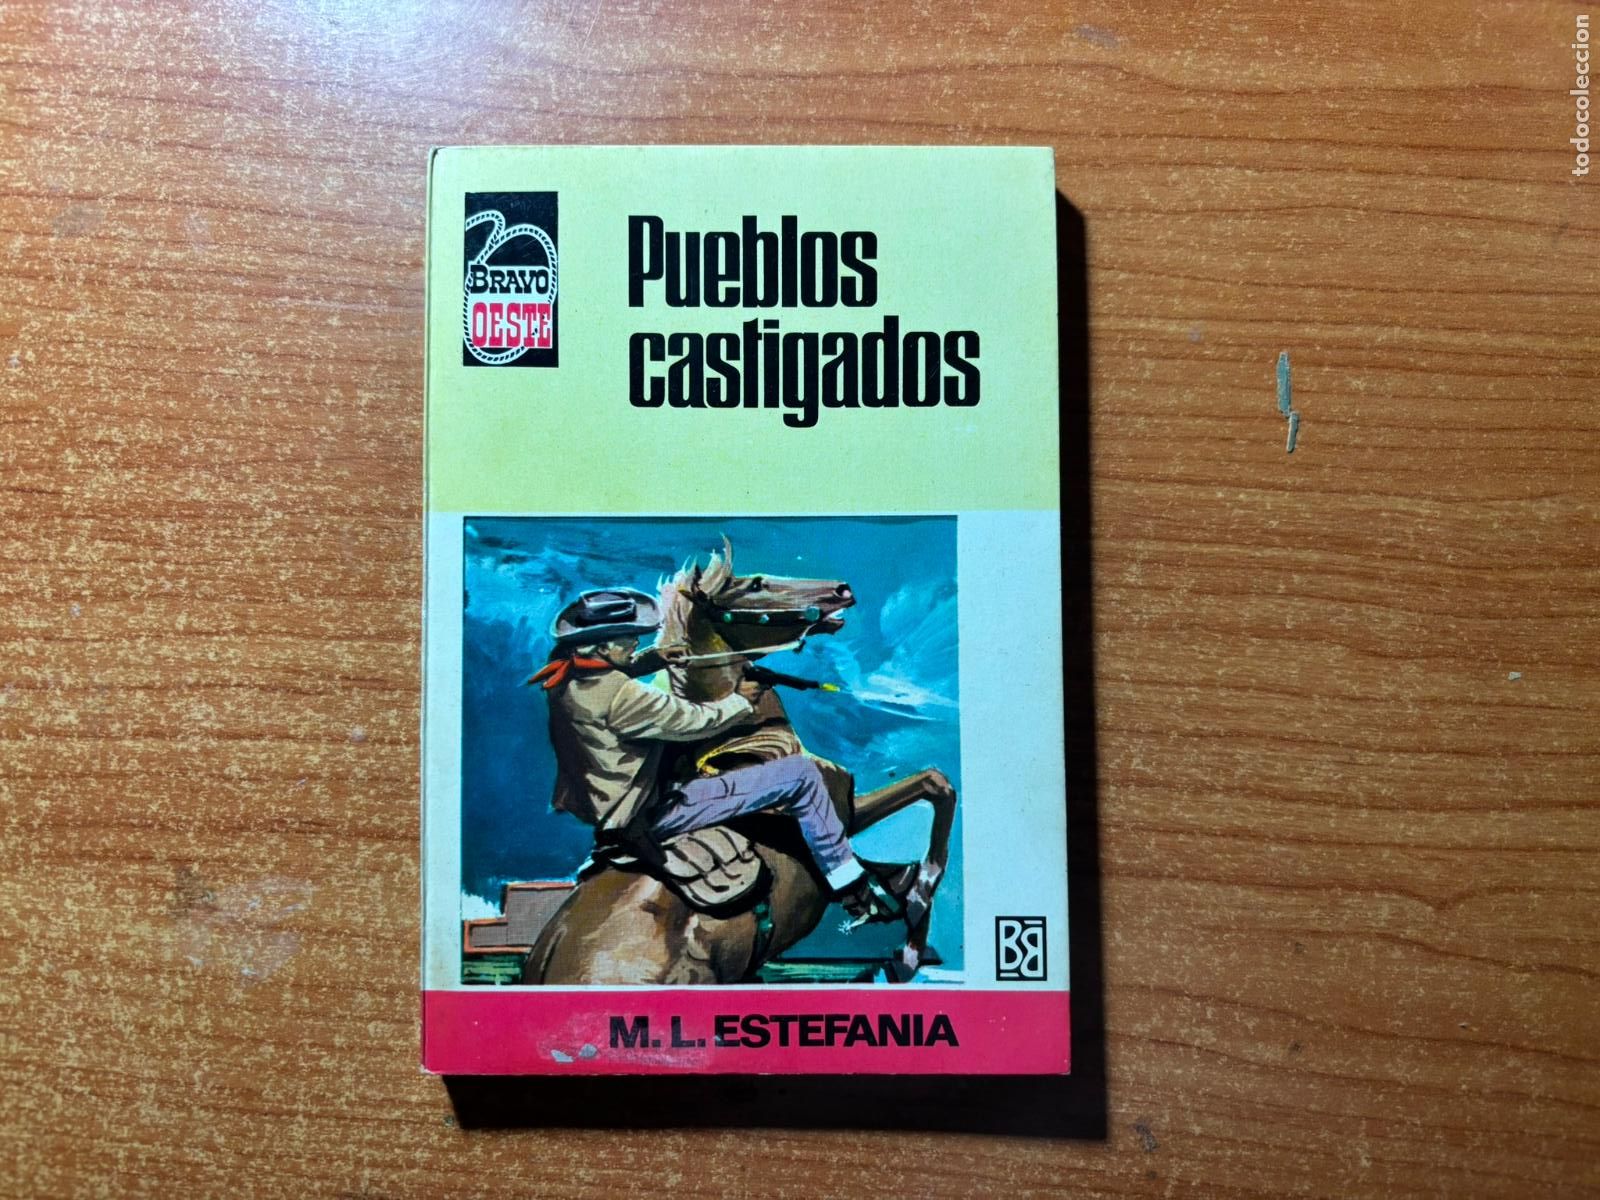 BRAVO
OESTE
Pueblos
castigados
BB
M. L. ESTEFANIA
todocoleccion